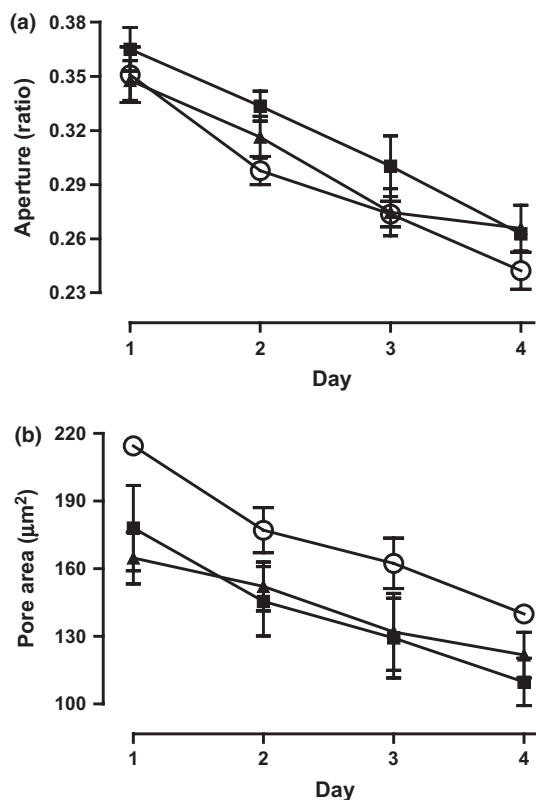 (a)
Aperture (ratio)
0.38
0.35
0.32
0.29
0.26
0.23
1 2 3 4
Day
(b)
Pore area (µm²)
220
190
160
130
100
1 2 3 4
Day